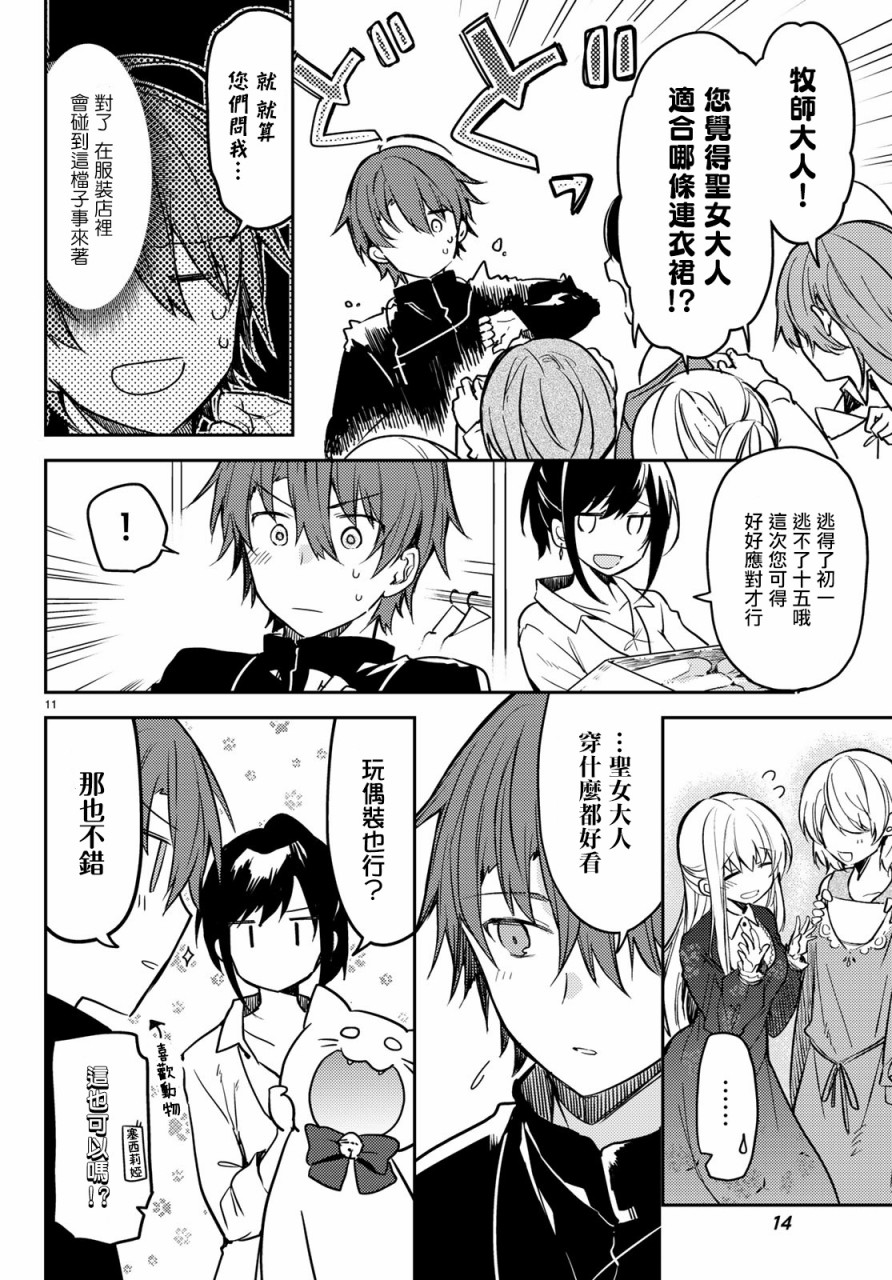 牧師大人！
您覺得聖女大人
適合哪條連衣裙!?
就 就算
您們問我…
對了 在服裝店裡
會碰到這檔子事來著
逃得了初一
逃不了十五哦
這次您可得
好好應對才行
！
11
……
…聖女大人
穿什麼都好看
玩偶裝也行？
那也不錯
喜歡動物
塞西莉婭
這也可以嗎!?
14